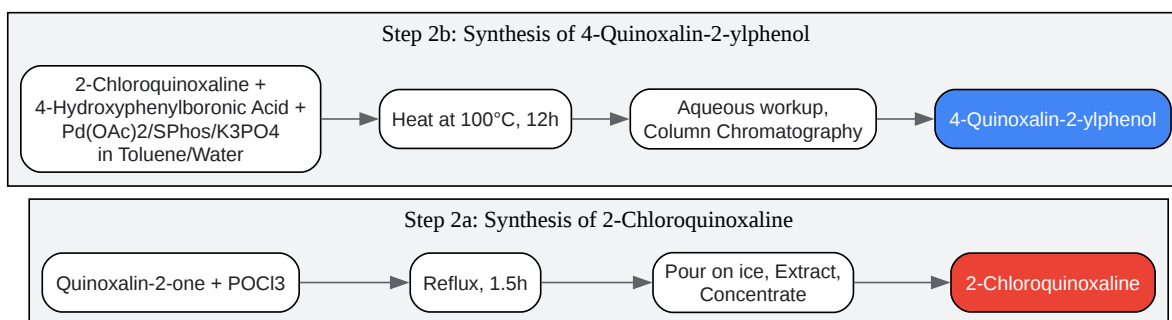 Step 2b: Synthesis of 4-Quinoxalin-2-ylphenol
2-Chloroquinoxaline +
4-Hydroxyphenylboronic Acid +
Pd(OAc)2/SPhos/K3PO4
in Toluene/Water
Heat at 100°C, 12h
Aqueous workup,
Column Chromatography
4-Quinoxalin-2-ylphenol
Step 2a: Synthesis of 2-Chloroquinoxaline
Quinoxalin-2-one + POCl3
Reflux, 1.5h
Pour on ice, Extract,
Concentrate
2-Chloroquinoxaline